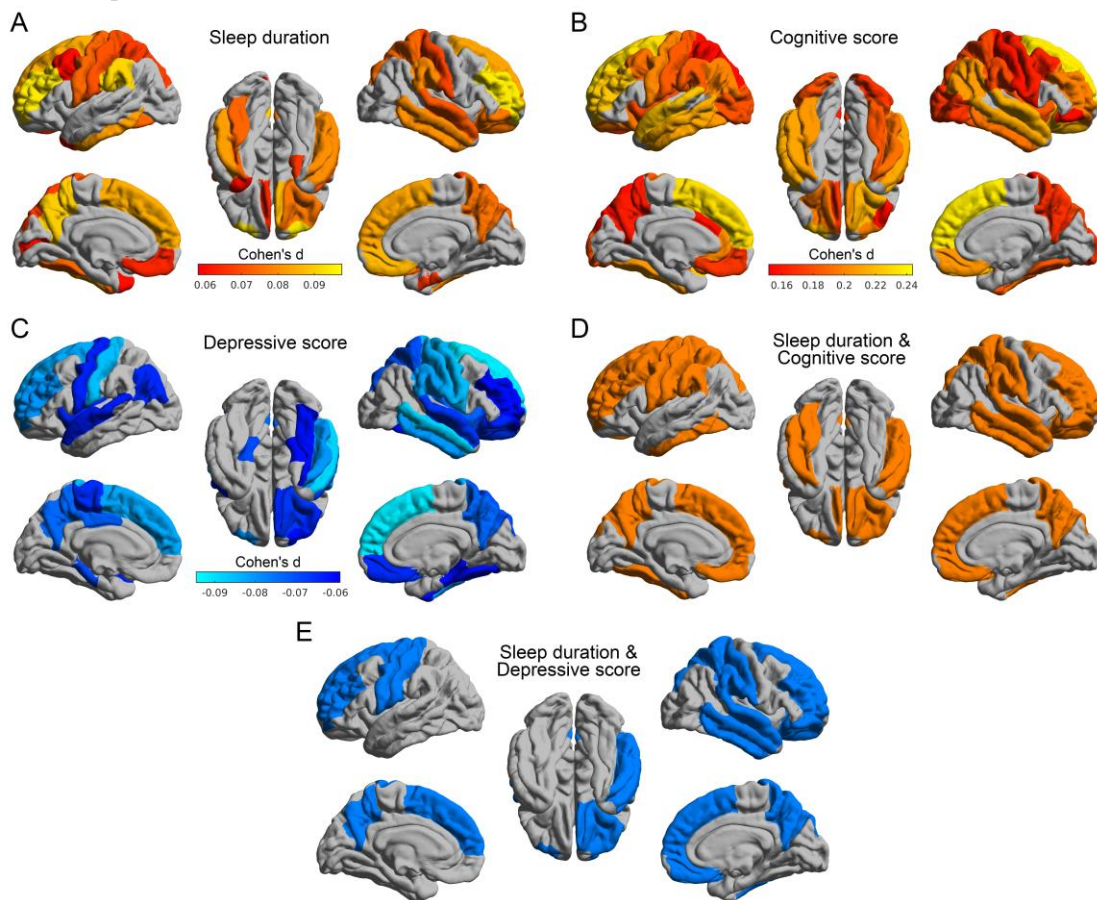 A
Sleep duration
Cohen's d
0.06 0.07 0.08 0.09
B
Cognitive score
Cohen's d
0.16 0.18 0.2 0.22 0.24
C
Depressive score
Cohen's d
-0.09 -0.08 -0.07 -0.06
D
Sleep duration &
Cognitive score
E
Sleep duration &
Depressive score